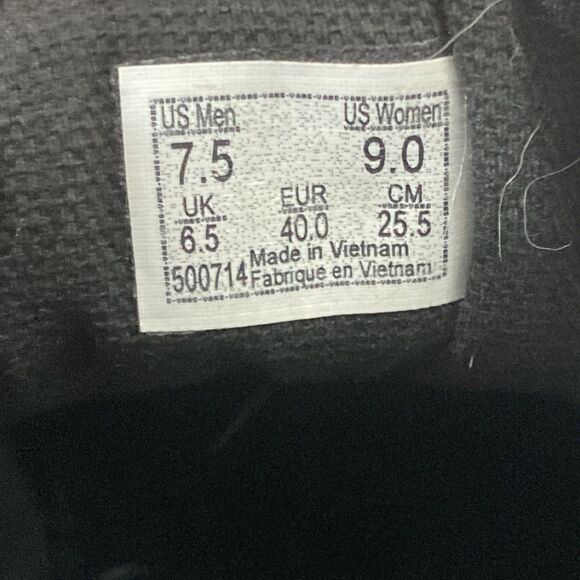 US Men US Women
7.5 9.0
UK EUR CM
6.5 40.0 25.5
Made in Vietnam
500714 Fabriqué en Vietnam